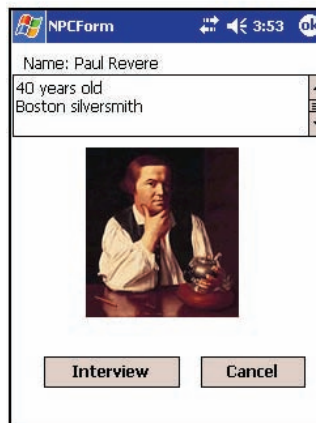 NPCForm 3:53 ok
Name: Paul Revere
40 years old
Boston silversmith
Interview Cancel